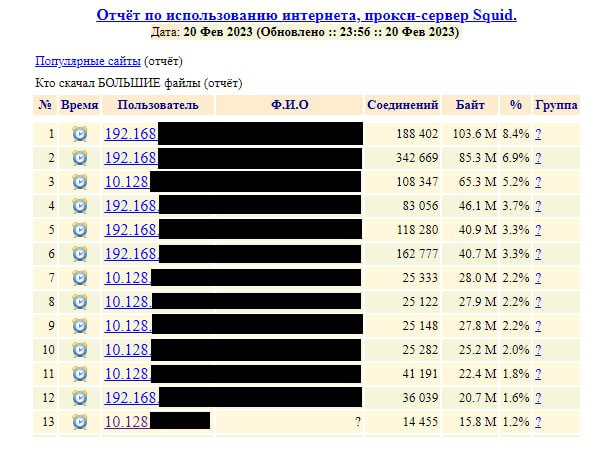 Отчёт по использованию интернета, прокси-сервер Squid.
Дата: 20 Фев 2023 (Обновлено :: 23:56 :: 20 Фев 2023)
Популярные сайты (отчёт)
Кто скачал БОЛЬШИЕ файлы (отчёт)
№ Время Пользователь Ф.И.О Соединений Байт % Группа
1 192.168 188 402 103.6 M 8.4% ?
2 192.168 342 669 85.3 M 6.9% ?
3 10.128 108 347 65.3 M 5.2% ?
4 192.168 83 056 46.1 M 3.7% ?
5 192.168 118 280 40.9 M 3.3% ?
6 192.168 162 777 40.7 M 3.3% ?
7 10.128. 25 333 28.0 M 2.2% ?
8 10.128. 25 122 27.9 M 2.2% ?
9 10.128. 25 148 27.8 M 2.2% ?
10 10.128. 25 282 25.2 M 2.0% ?
11 10.128. 41 191 22.4 M 1.8% ?
12 192.168. 36 039 20.7 M 1.6% ?
13 10.128 ? 14 455 15.8 M 1.2% ?